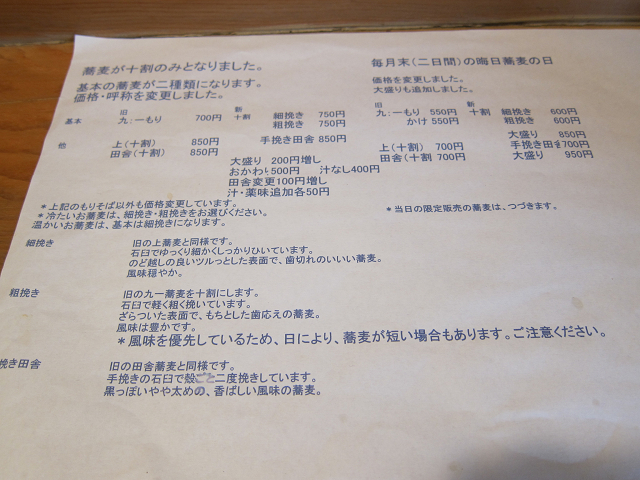 蕎麦が十割のみとなりました。
基本の蕎麦が二種類になります。
価格・呼称を変更しました。
旧 新
基本 九:一もり 700円 十割 細挽き 750円
粗挽き 750円
他 上(十割) 850円 手挽き田舎 850円
田舎(十割) 850円
大盛り 200円増し
おかわり500円 汁なし400円
田舎変更100円増し
汁・薬味追加各50円
*上記のもりそば以外も価格変更しています。
*冷たいお蕎麦は、細挽き・粗挽きをお選びください。
温かいお蕎麦は、基本は細挽きになります。
毎月末(二日間)の晦日蕎麦の日
価格を変更しました。
大盛りも追加しました。
旧 新
九:一もり 550円 十割 細挽き 600円
かけ 550円 粗挽き 600円
大盛り 850円
上(十割) 700円 手挽き田舎700円
田舎(十割) 700円 大盛り 950円
*当日の限定販売の蕎麦は、つづきます。
細挽き 旧の上蕎麦と同様です。
石臼でゆっくり細かくしっかりひいています。
のど越しの良いツルっとした表面で、歯切れのいいい蕎麦。
風味穏やか。
粗挽き 旧の九一蕎麦を十割にします。
石臼で軽く粗く挽いています。
ざらついた表面で、もちとした歯応えの蕎麦。
風味は豊かです。
*風味を優先しているため、日により、蕎麦が短い場合もあります。ご注意ください。
挽き田舎 旧の田舎蕎麦と同様です。
手挽きの石臼で殻ごと二度挽きしています。
黒っぽいやや太めの、香ばしい風味の蕎麦。